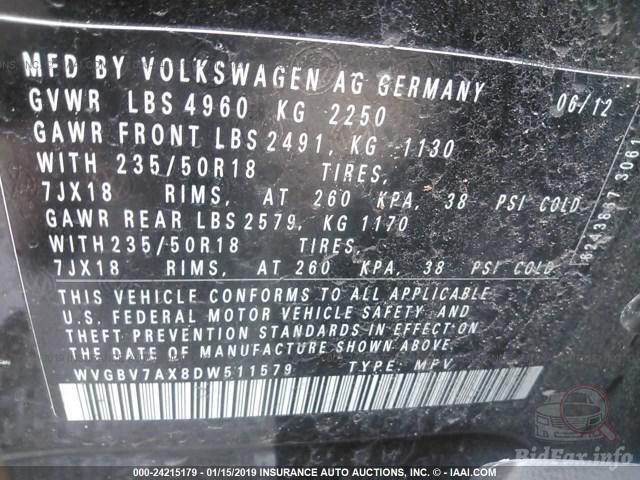 MFD BY VOLKSWAGEN AG GERMANY 06/12
GVWR LBS 4960 KG 2250
GAWR FRONT LBS 2491, KG 1130
WITH 235/50R18 TIRES,
7JX18 RIMS, AT 260 KPA, 38 PSI COLD
GAWR REAR LBS 2579, KG 1170
WITH 235/50R18 TIRES,
7JX18 RIMS, AT 260 KPA, 38 PSI COLD
THIS VEHICLE CONFORMS TO ALL APPLICABLE
U.S. FEDERAL MOTOR VEHICLE SAFETY AND
THEFT PREVENTION STANDARDS IN EFFECT ON
THE DATE OF MANUFACTURE SHOWN ABOVE.
WVGBV7AX8DW511579 TYPE: MPV
3061
BidFax.info
000-24215179 - 01/15/2019 INSURANCE AUTO AUCTIONS, INC. - IAAI.COM